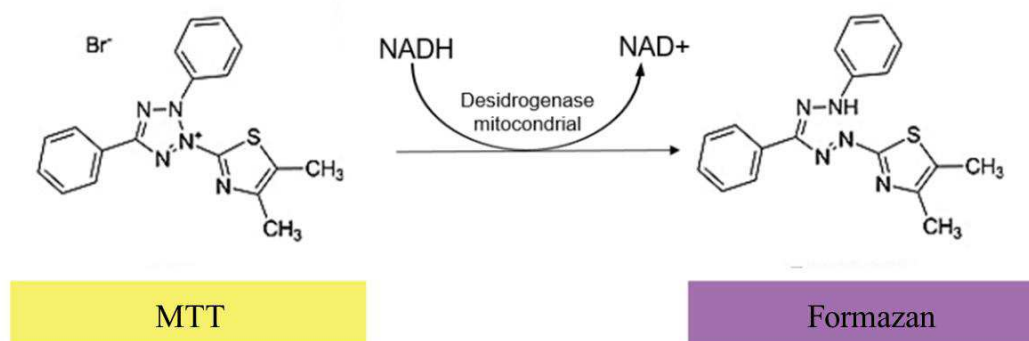 Br-
NADH
NAD+
Desidrogenase
mitocondrial
N N
N+
N
N
S
CH3
CH3
N NH
N N
N
S
CH3
CH3
MTT
Formazan